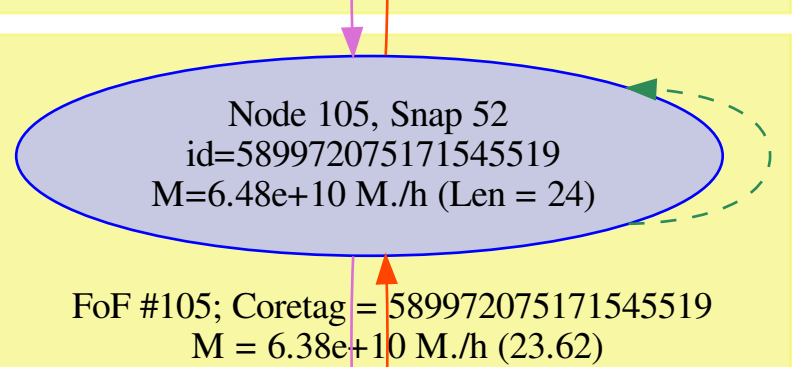 Node 105, Snap 52
id=589972075171545519
M=6.48e+10 M./h (Len = 24)
FoF #105; Coretag = 589972075171545519
M = 6.38e+10 M./h (23.62)